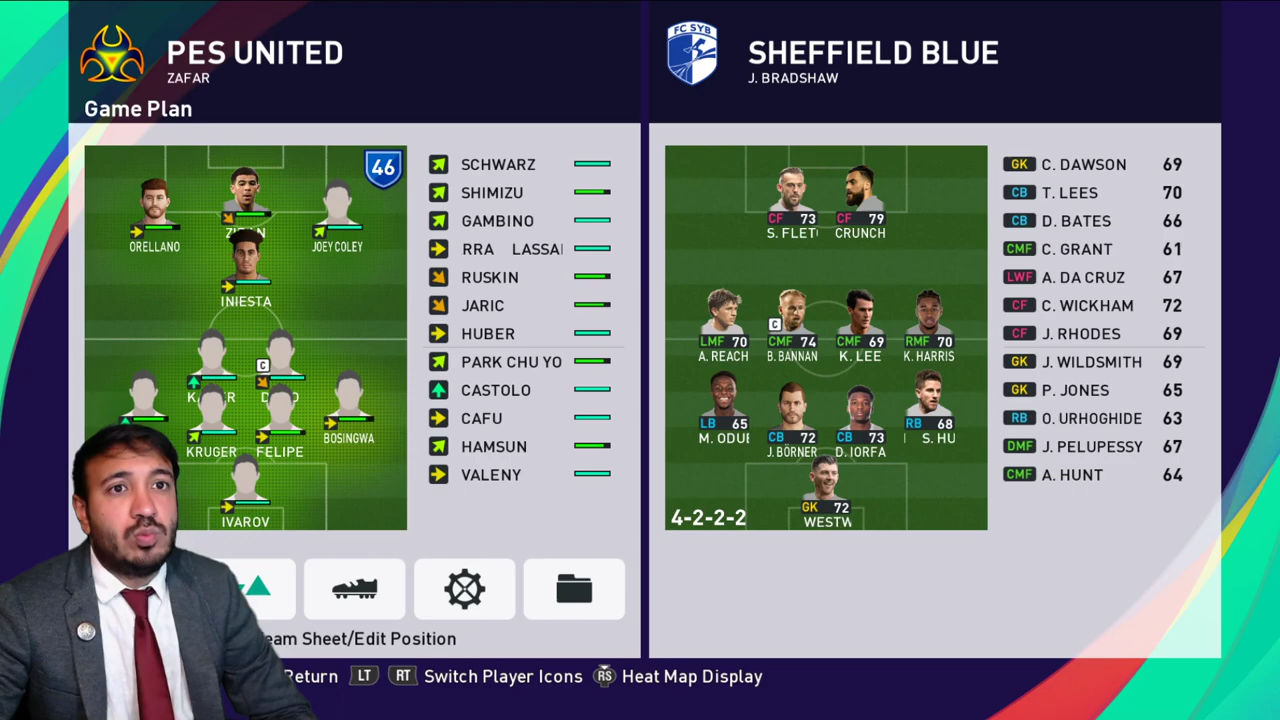 PES UNITED
ZAFAR
Game Plan
46
ORELLANO
JOEY COLEY
INIESTA
BOSINGWA
KRUGER
FELIPE
IVAROV
SCHWARZ
SHIMIZU
GAMBINO
RRA LASSAI
RUSKIN
JARIC
HUBER
PARK CHU YO
CASTOLO
CAFU
HAMSUN
VALENY
eam Sheet/Edit Position
Return LT RT Switch Player Icons RS Heat Map Display
FC SYB
SHEFFIELD BLUE
J. BRADSHAW
CF 73 CF 79
S. FLET CRUNCH
LMF 70 C CMF 74 CMF 69 RMF 70
A. REACH B. BANNAN K. LEE K. HARRIS
LB 65 CB 72 CB 73 RB 68
M. ODU J. BÖRNER D. IORFA S. HU
GK 72
WESTW
4-2-2-2
GK C. DAWSON 69
CB T. LEES 70
CB D. BATES 66
CMF C. GRANT 61
LWF A. DA CRUZ 67
CF C. WICKHAM 72
CF J. RHODES 69
GK J. WILDSMITH 69
GK P. JONES 65
RB O. URHOGHIDE 63
DMF J. PELUPESSY 67
CMF A. HUNT 64